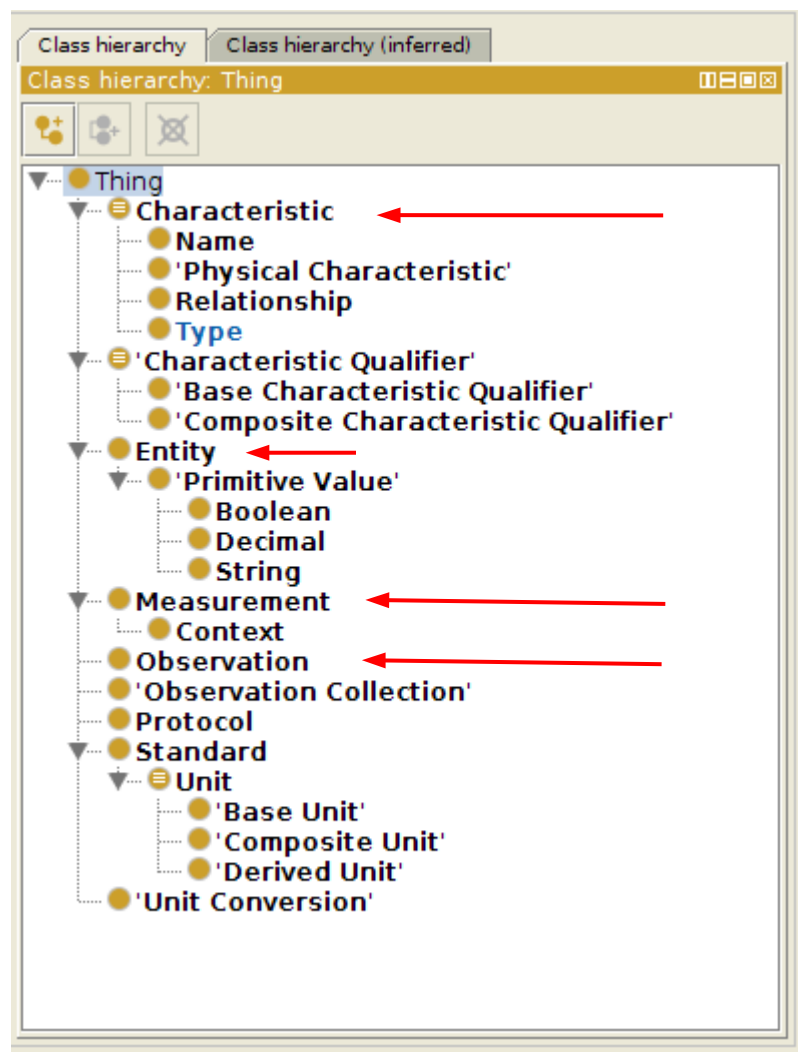 Class hierarchy Class hierarchy (inferred)
Class hierarchy: Thing
Thing
Characteristic
Name
'Physical Characteristic'
Relationship
Type
'Characteristic Qualifier'
'Base Characteristic Qualifier'
'Composite Characteristic Qualifier'
Entity
'Primitive Value'
Boolean
Decimal
String
Measurement
Context
Observation
'Observation Collection'
Protocol
Standard
Unit
'Base Unit'
'Composite Unit'
'Derived Unit'
'Unit Conversion'